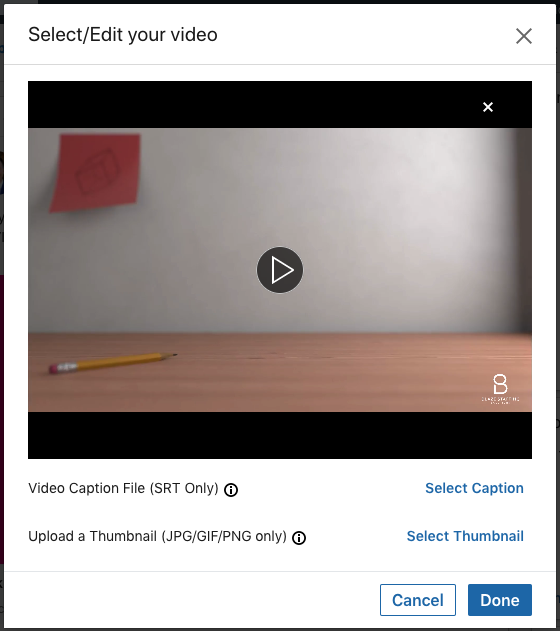 Select/Edit your video
Video Caption File (SRT Only)
Select Caption
Upload a Thumbnail (JPG/GIF/PNG only)
Select Thumbnail
Cancel
Done